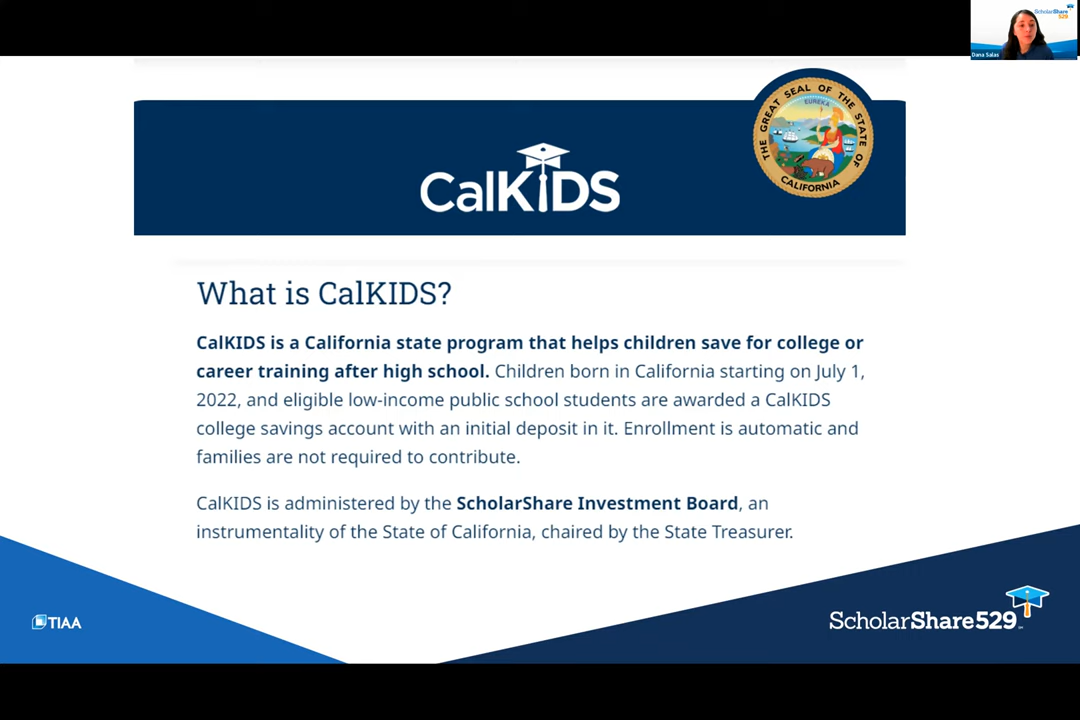 ScholarShare
529
Dana Salas
THE GREAT SEAL OF THE STATE OF CALIFORNIA
EUREKA
CalKIDS
What is CalKIDS?
CalKIDS is a California state program that helps children save for college or
career training after high school. Children born in California starting on July 1,
2022, and eligible low-income public school students are awarded a CalKIDS
college savings account with an initial deposit in it. Enrollment is automatic and
families are not required to contribute.
CalKIDS is administered by the ScholarShare Investment Board, an
instrumentality of the State of California, chaired by the State Treasurer.
TIAA
ScholarShare529